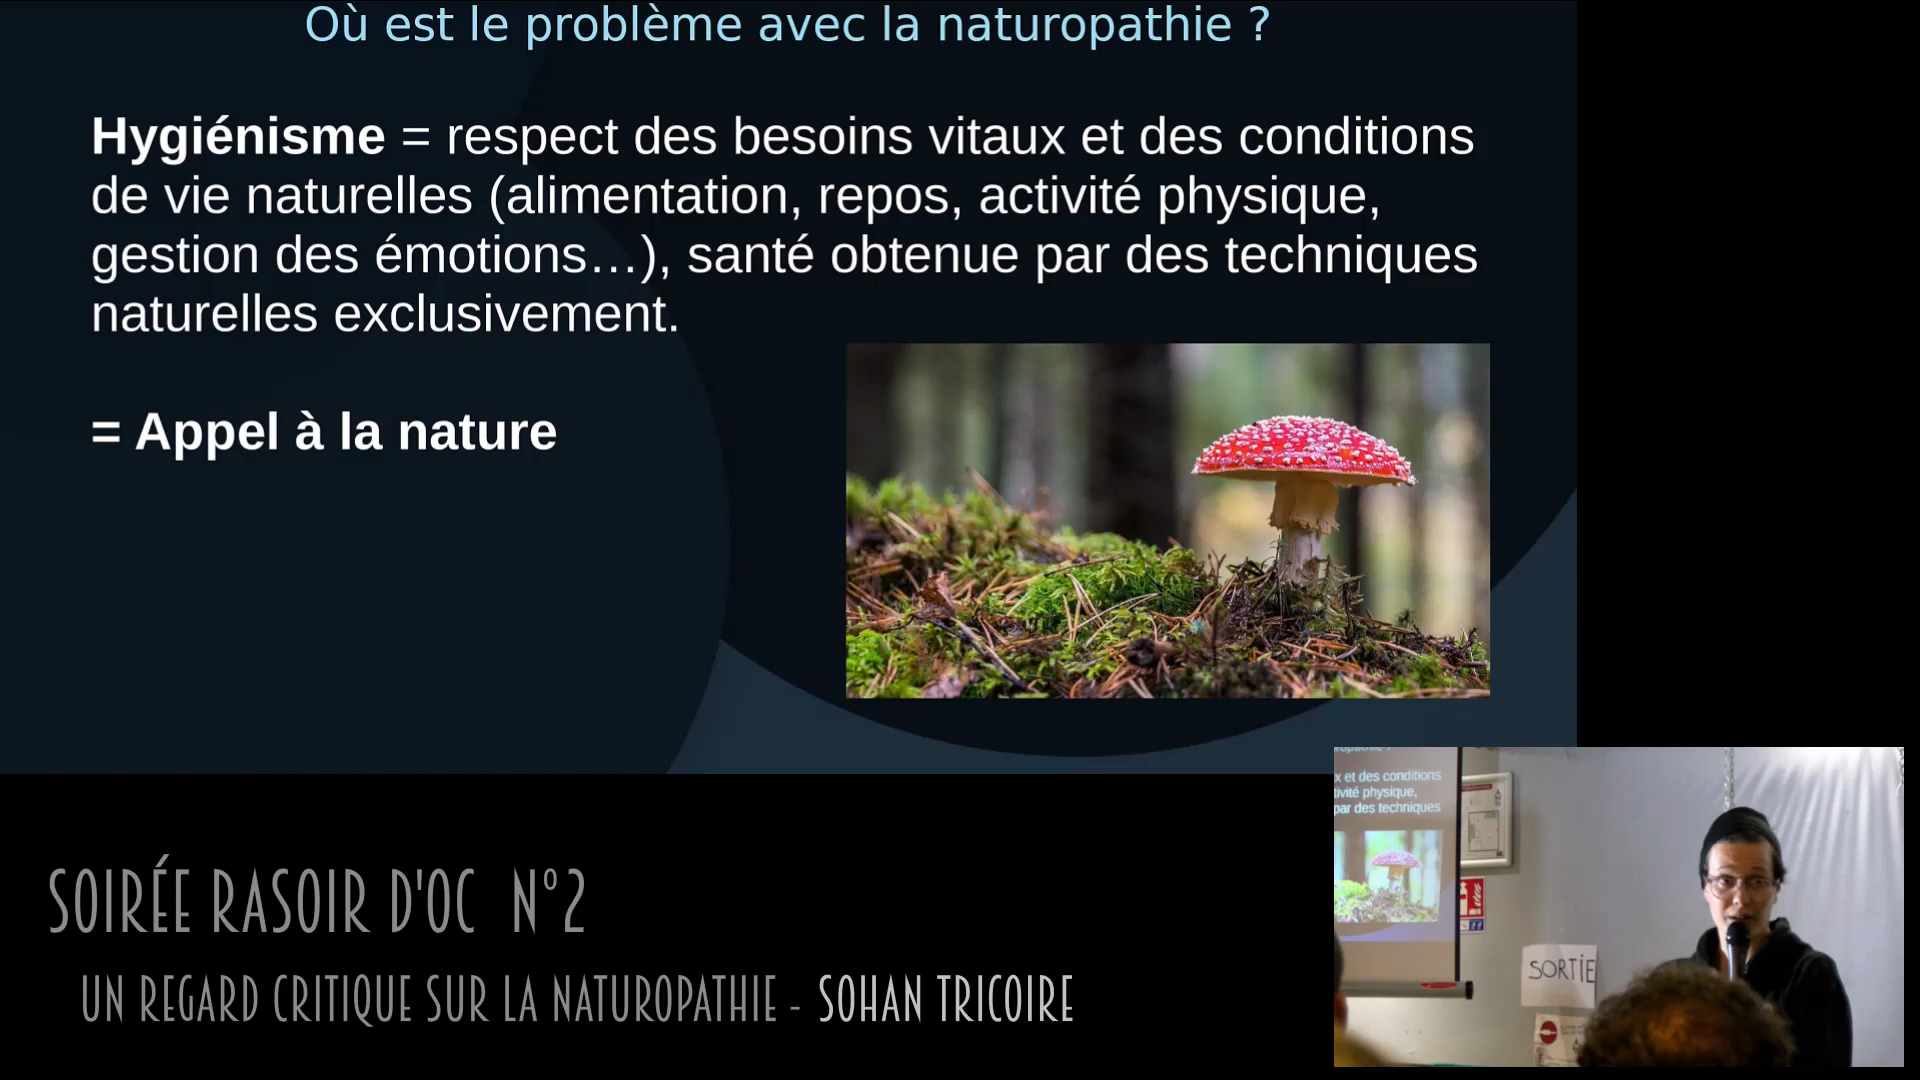 Où est le problème avec la naturopathie ?
Hygiénisme = respect des besoins vitaux et des conditions
de vie naturelles (alimentation, repos, activité physique,
gestion des émotions…), santé obtenue par des techniques
naturelles exclusivement.
= Appel à la nature
SOIRÉE RASOIR D'OC N°2
UN REGARD CRITIQUE SUR LA NATUROPATHIE - SOHAN TRICOIRE
x et des conditions
tivité physique,
par des techniques
SORTIE